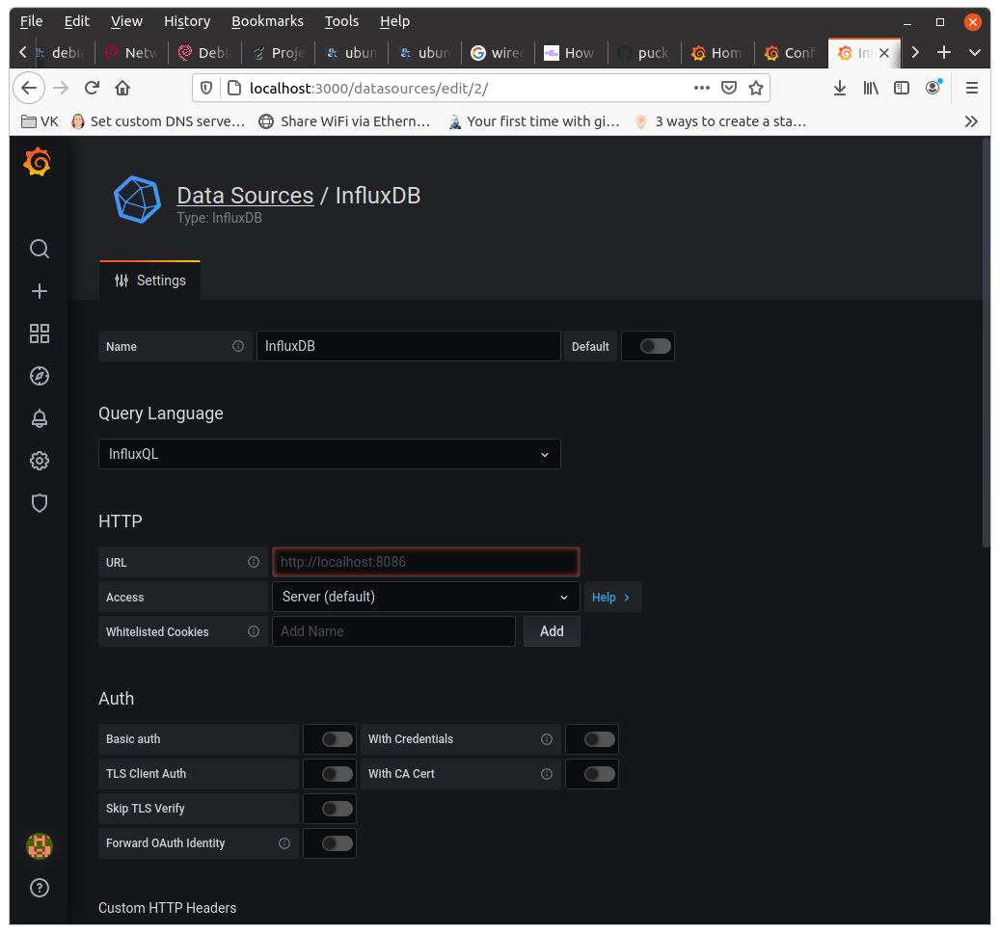 File Edit View History Bookmarks Tools Help
debia Netw Debia Proje ubun ubun wireg How puck Hom Confi Inf
localhost:3000/datasources/edit/2/
VK Set custom DNS serve… Share WiFi via Ethern… Your first time with gi… 3 ways to create a sta…
Data Sources / InfluxDB
Type: InfluxDB
Settings
Name InfluxDB Default
Query Language
InfluxQL
HTTP
URL http://localhost:8086
Access Server (default) Help
Whitelisted Cookies Add Name Add
Auth
Basic auth With Credentials
TLS Client Auth With CA Cert
Skip TLS Verify
Forward OAuth Identity
Custom HTTP Headers